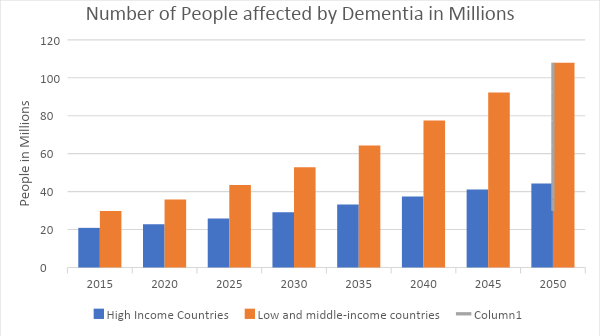 Number of People affected by Dementia in Millions
120
100
80
60
40
20
0
People in Millions
2015 2020 2025 2030 2035 2040 2045 2050
High Income Countries Low and middle-income countries Column1